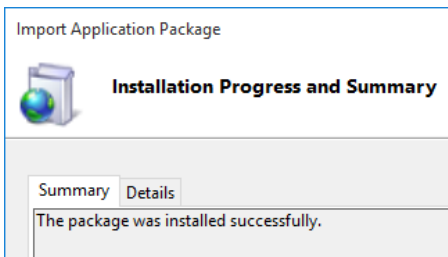 Import Application Package
Installation Progress and Summary
Summary Details
The package was installed successfully.